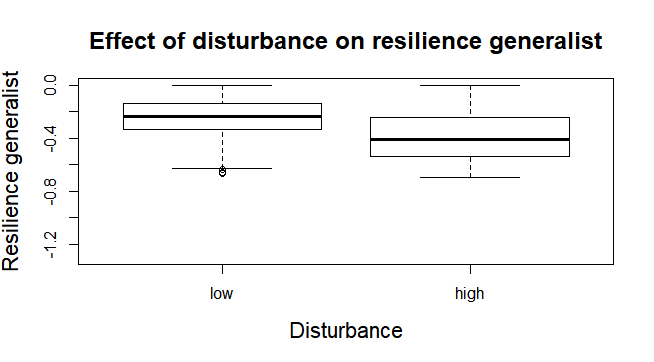 Effect of disturbance on resilience generalist
Resilience generalist
0.0
-0.4
-0.8
-1.2
low
high
Disturbance